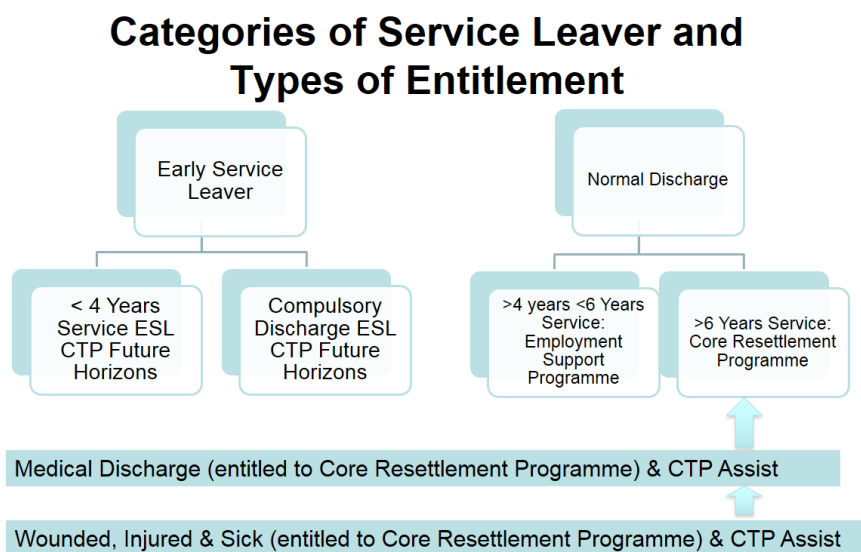 Categories of Service Leaver and
Types of Entitlement
Early Service
Leaver
Normal Discharge
< 4 Years
Service ESL
CTP Future
Horizons
Compulsory
Discharge ESL
CTP Future
Horizons
>4 years <6 Years
Service:
Employment
Support
Programme
>6 Years Service:
Core Resettlement
Programme
Medical Discharge (entitled to Core Resettlement Programme) & CTP Assist
Wounded, Injured & Sick (entitled to Core Resettlement Programme) & CTP Assist